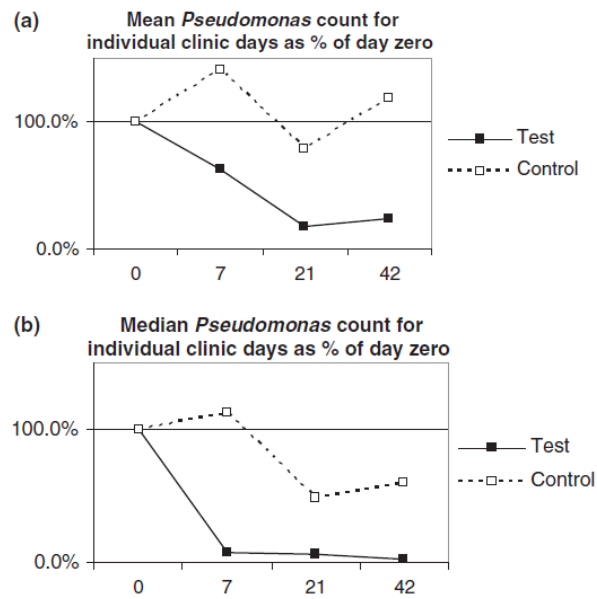 (a)
Mean Pseudomonas count for
individual clinic days as % of day zero
100.0%
0.0%
0 7 21 42
Test
Control
(b)
Median Pseudomonas count for
individual clinic days as % of day zero
100.0%
0.0%
0 7 21 42
Test
Control